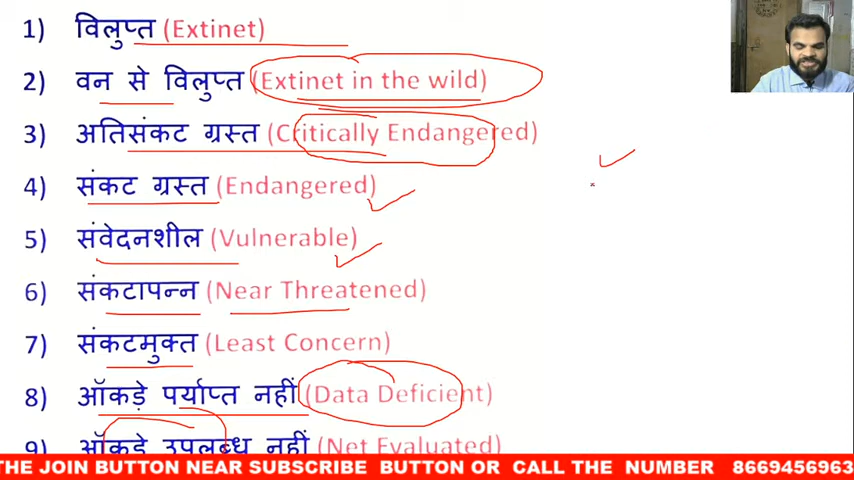 1) विलुप्त (Extinet)
2) वन से विलुप्त (Extinet in the wild)
3) अतिसंकट ग्रस्त (Critically Endangered)
4) संकट ग्रस्त (Endangered)
5) संवेदनशील (Vulnerable)
6) संकटापन्न (Near Threatened)
7) संकटमुक्त (Least Concern)
8) ऑकड़े पर्याप्त नहीं (Data Deficient)
9) ऑकडे उपलब्ध नहीं (Net Evaluated)
THE JOIN BUTTON NEAR SUBSCRIBE BUTTON OR CALL THE NUMBER 8669456963